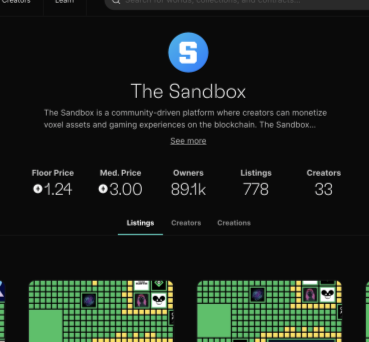 Creators Learn Search for worlds, collections, and contracts...
S
The Sandbox
The Sandbox is a community-driven platform where creators can monetize
voxel assets and gaming experiences on the blockchain. The Sandbox...
See more
Floor Price Med. Price Owners Listings Creators
1.24 3.00 89.1k 778 33
Listings Creators Creations